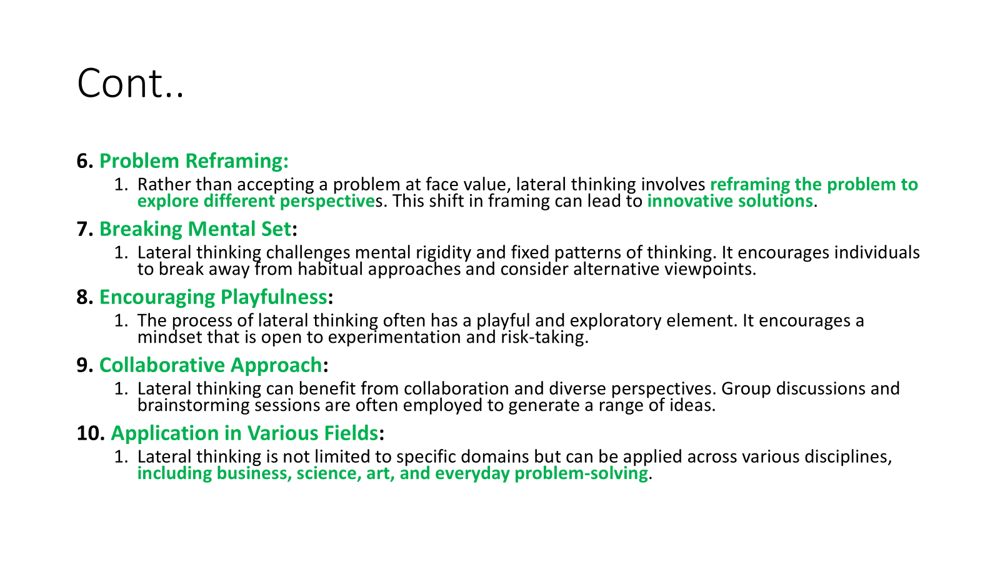 Cont..
6. Problem Reframing:
1. Rather than accepting a problem at face value, lateral thinking involves reframing the problem to
explore different perspectives. This shift in framing can lead to innovative solutions.
7. Breaking Mental Set:
1. Lateral thinking challenges mental rigidity and fixed patterns of thinking. It encourages individuals
to break away from habitual approaches and consider alternative viewpoints.
8. Encouraging Playfulness:
1. The process of lateral thinking often has a playful and exploratory element. It encourages a
mindset that is open to experimentation and risk-taking.
9. Collaborative Approach:
1. Lateral thinking can benefit from collaboration and diverse perspectives. Group discussions and
brainstorming sessions are often employed to generate a range of ideas.
10. Application in Various Fields:
1. Lateral thinking is not limited to specific domains but can be applied across various disciplines,
including business, science, art, and everyday problem-solving.